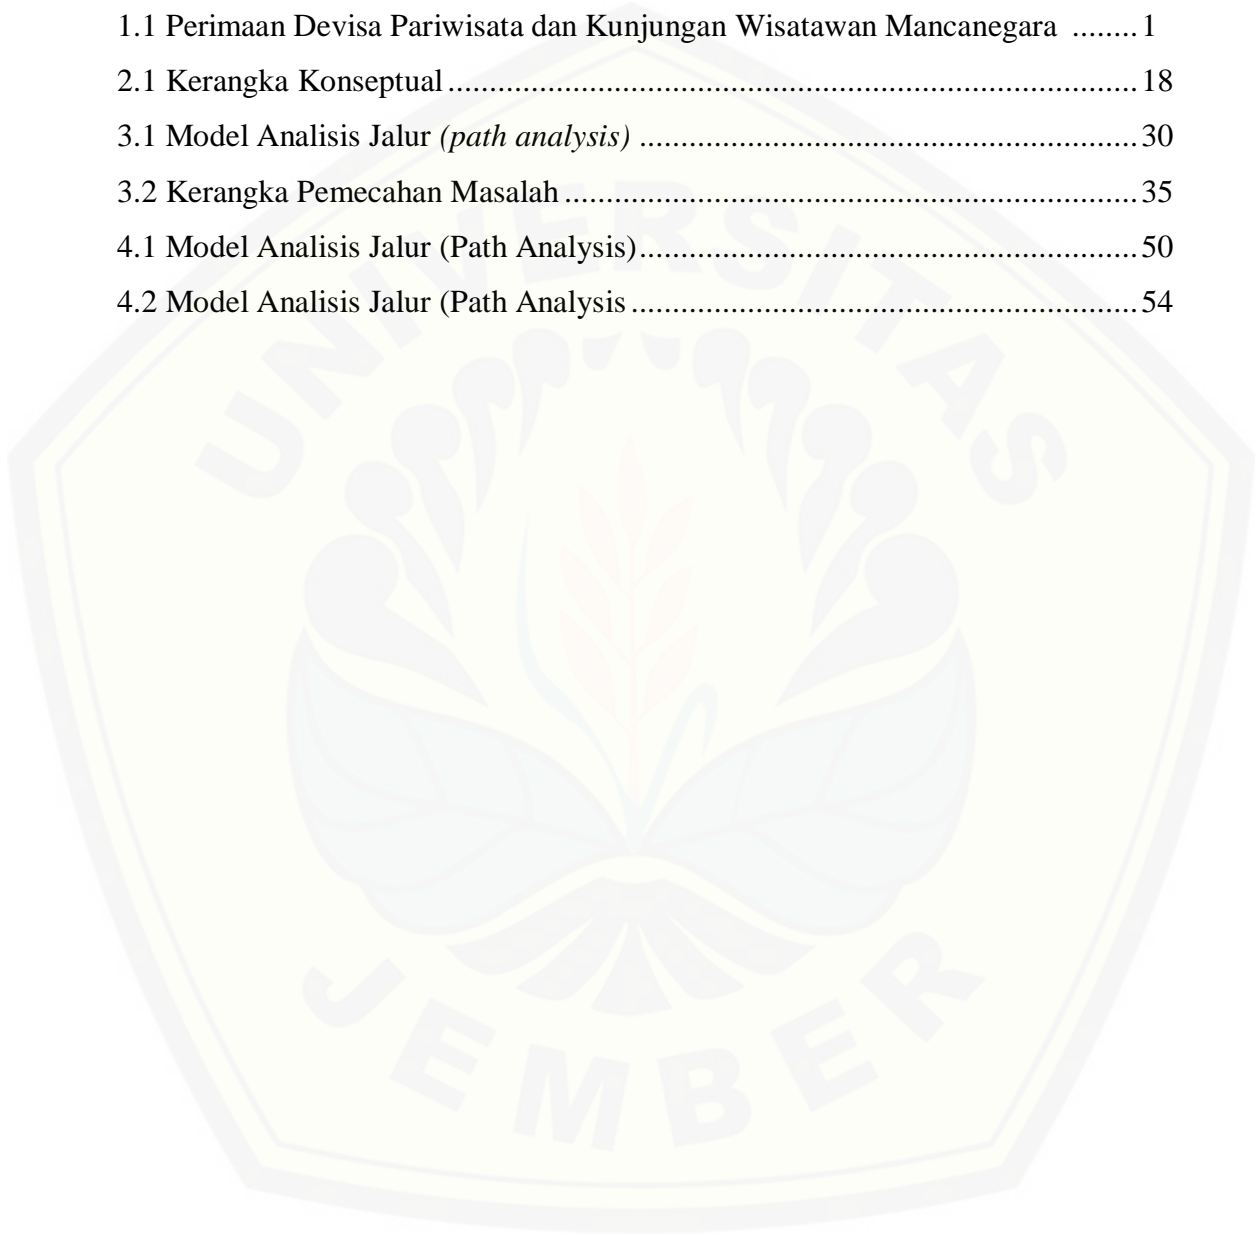 1.1 Perimaan Devisa Pariwisata dan Kunjungan Wisatawan Mancanegara ........ 1
2.1 Kerangka Konseptual ..................................................................................... 18
3.1 Model Analisis Jalur (path analysis) ............................................................. 30
3.2 Kerangka Pemecahan Masalah ...................................................................... 35
4.1 Model Analisis Jalur (Path Analysis) ............................................................. 50
4.2 Model Analisis Jalur (Path Analysis .............................................................. 54
UNIVERSITAS
JEMBER